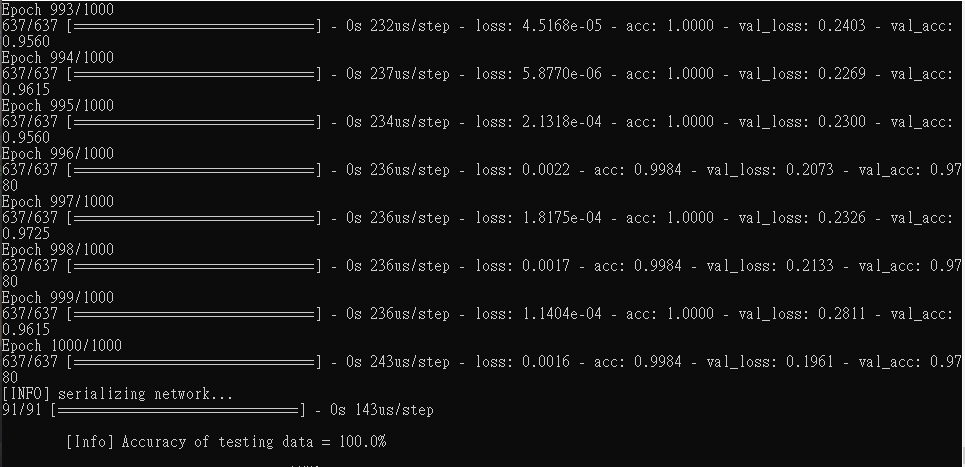 Epoch 993/1000
637/637 [==============================] - 0s 232us/step - loss: 4.5168e-05 - acc: 1.0000 - val_loss: 0.2403 - val_acc:
0.9560
Epoch 994/1000
637/637 [==============================] - 0s 237us/step - loss: 5.8770e-06 - acc: 1.0000 - val_loss: 0.2269 - val_acc:
0.9615
Epoch 995/1000
637/637 [==============================] - 0s 234us/step - loss: 2.1318e-04 - acc: 1.0000 - val_loss: 0.2300 - val_acc:
0.9560
Epoch 996/1000
637/637 [==============================] - 0s 236us/step - loss: 0.0022 - acc: 0.9984 - val_loss: 0.2073 - val_acc: 0.97
80
Epoch 997/1000
637/637 [==============================] - 0s 236us/step - loss: 1.8175e-04 - acc: 1.0000 - val_loss: 0.2326 - val_acc:
0.9725
Epoch 998/1000
637/637 [==============================] - 0s 236us/step - loss: 0.0017 - acc: 0.9984 - val_loss: 0.2133 - val_acc: 0.97
80
Epoch 999/1000
637/637 [==============================] - 0s 236us/step - loss: 1.1404e-04 - acc: 1.0000 - val_loss: 0.2811 - val_acc:
0.9615
Epoch 1000/1000
637/637 [==============================] - 0s 243us/step - loss: 0.0016 - acc: 0.9984 - val_loss: 0.1961 - val_acc: 0.97
80
[INFO] serializing network...
91/91 [==============================] - 0s 143us/step
[Info] Accuracy of testing data = 100.0%